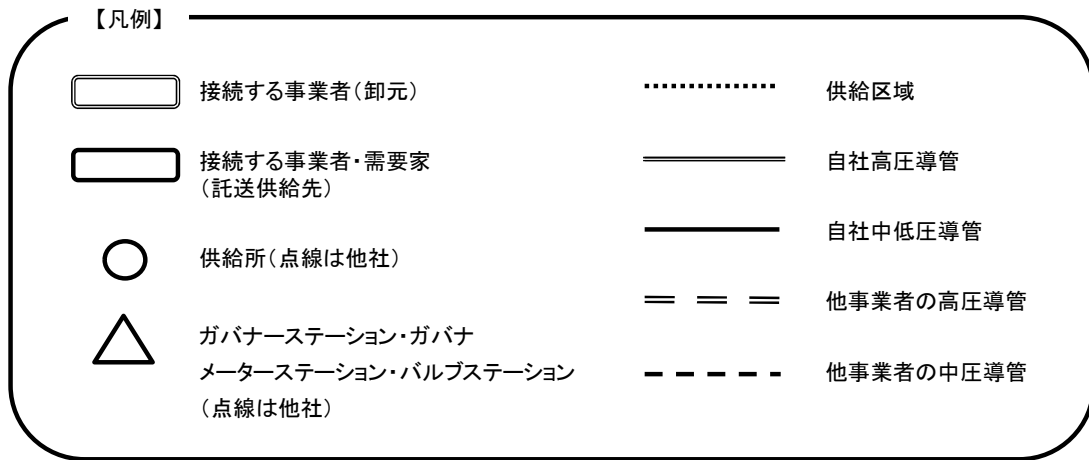 【凡例】
接続する事業者(卸元)
接続する事業者・需要家
(託送供給先)
供給所(点線は他社)
ガバナーステーション・ガバナ
メーターステーション・バルブステーション
(点線は他社)
供給区域
自社高圧導管
自社中低圧導管
他事業者の高圧導管
他事業者の中圧導管